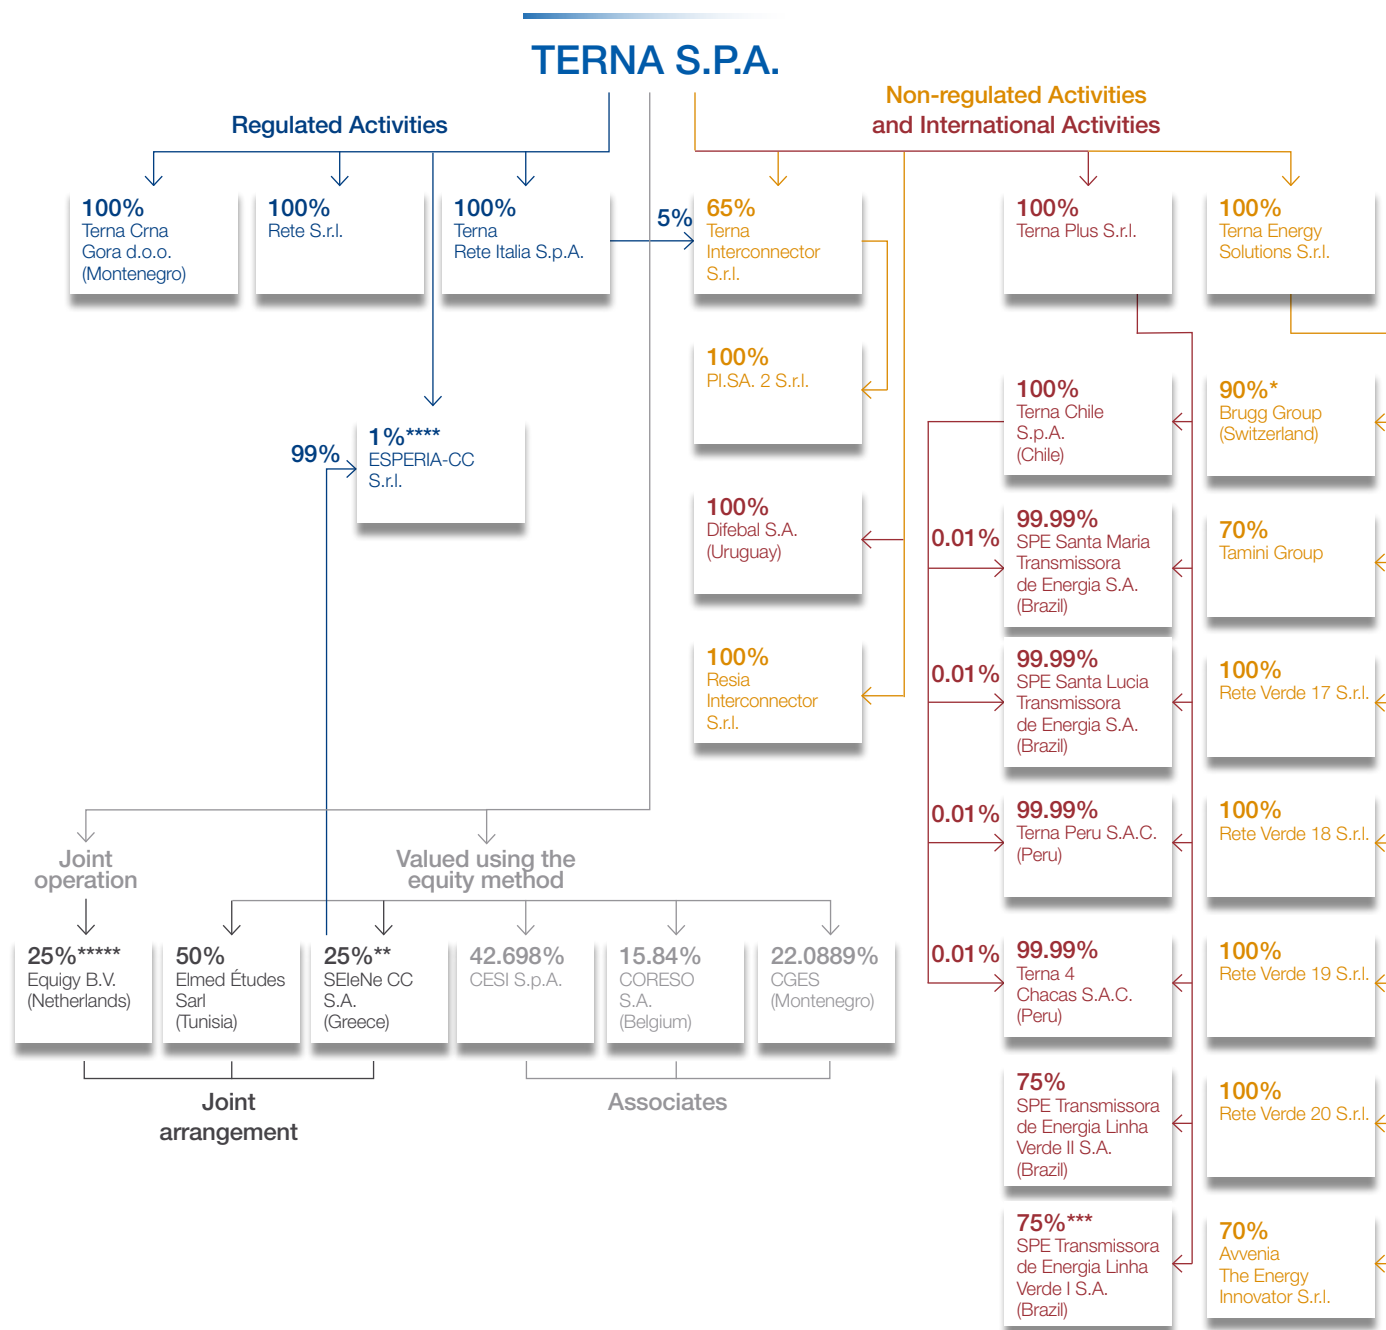 TERNA S.P.A.
Regulated Activities
Non-regulated Activities
and International Activities
100%
Terna Crna
Gora d.o.o.
(Montenegro)
100%
Rete S.r.l.
100%
Terna
Rete Italia S.p.A.
5%
65%
Terna
Interconnector
S.r.l.
100%
Terna Plus S.r.l.
100%
Terna Energy
Solutions S.r.l.
100%
PI.SA. 2 S.r.l.
100%
Terna Chile
S.p.A.
(Chile)
90%*
Brugg Group
(Switzerland)
99%
1%****
ESPERIA-CC
S.r.l.
100%
Difebal S.A.
(Uruguay)
0.01%
99.99%
SPE Santa Maria
Transmissora
de Energia S.A.
(Brazil)
70%
Tamini Group
100%
Resia
Interconnector
S.r.l.
0.01%
99.99%
SPE Santa Lucia
Transmissora
de Energia S.A.
(Brazil)
100%
Rete Verde 17 S.r.l.
0.01%
99.99%
Terna Peru S.A.C.
(Peru)
100%
Rete Verde 18 S.r.l.
Joint
operation
Valued using the
equity method
25%*****
Equigy B.V.
(Netherlands)
50%
Elmed Études
Sarl
(Tunisia)
25%**
SEleNe CC
S.A.
(Greece)
42.698%
CESI S.p.A.
15.84%
CORESO
S.A.
(Belgium)
22.0889%
CGES
(Montenegro)
0.01%
99.99%
Terna 4
Chacas S.A.C.
(Peru)
100%
Rete Verde 19 S.r.l.
Joint
arrangement
Associates
75%
SPE Transmissora
de Energia Linha
Verde II S.A.
(Brazil)
100%
Rete Verde 20 S.r.l.
75%***
SPE Transmissora
de Energia Linha
Verde I S.A.
(Brazil)
70%
Avvenia
The Energy
Innovator S.r.l.